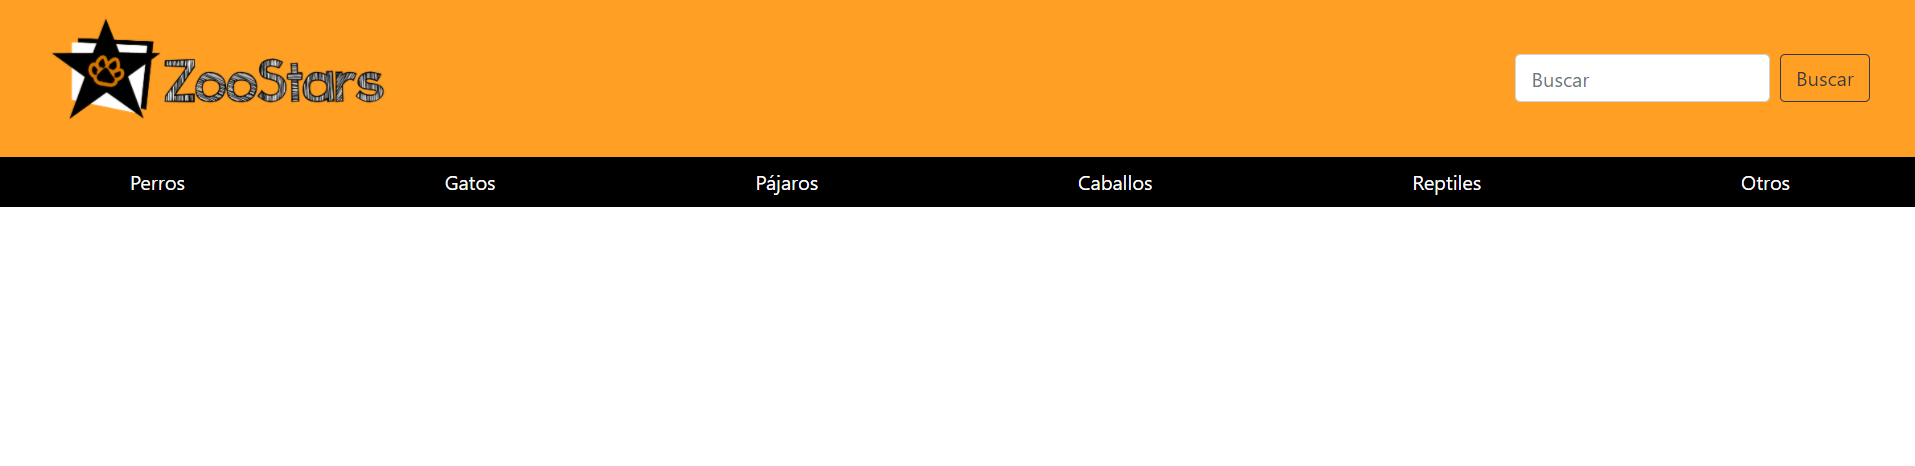 ZooStars
Buscar Buscar
Perros Gatos Pájaros Caballos Reptiles Otros